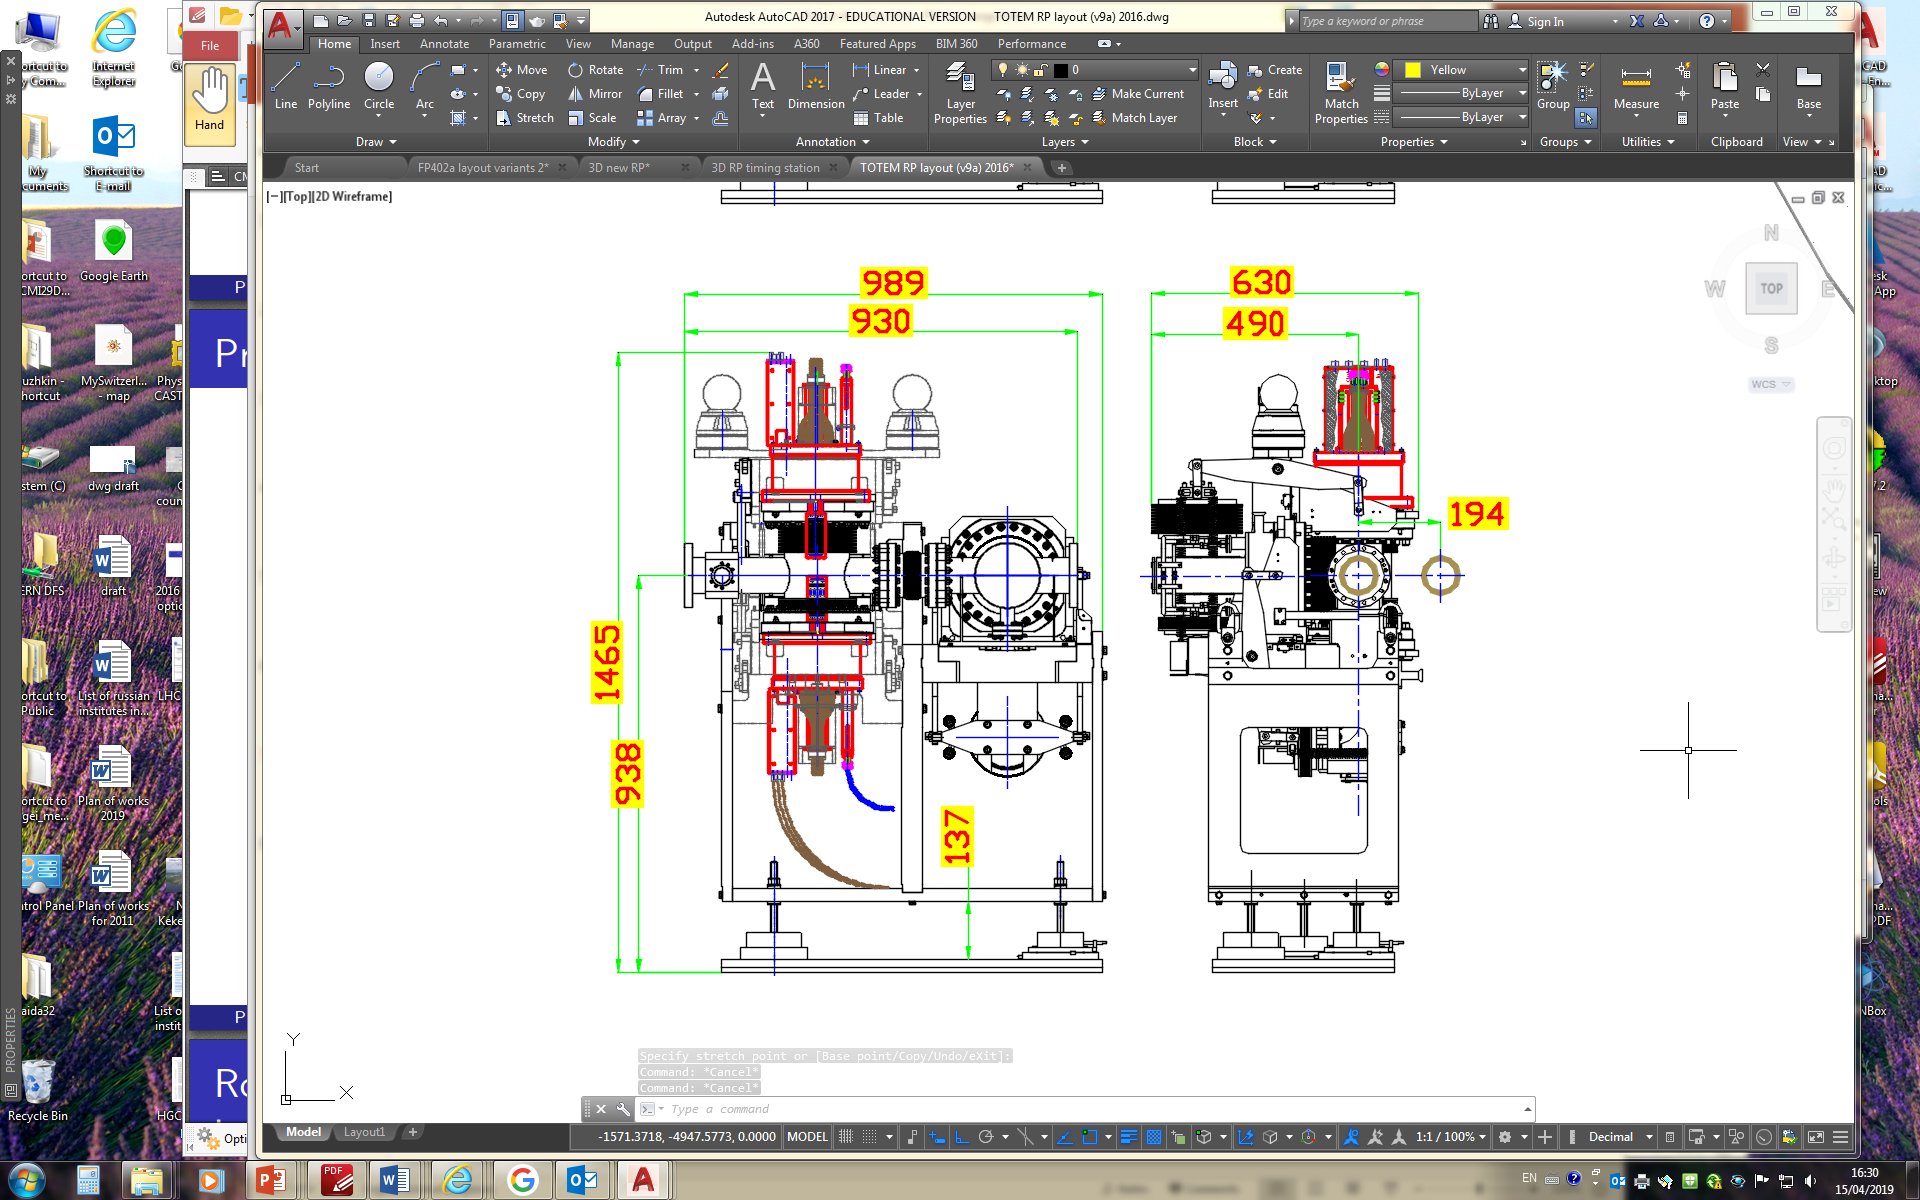 Autodesk AutoCAD 2017 - EDUCATIONAL VERSION TOTEM RP layout (v9a) 2016.dwg
Type a keyword or phrase
Sign In
File
Home Insert Annotate Parametric View Manage Output Add-ins A360 Featured Apps BIM 360 Performance
Hand
Line Polyline Circle Arc
Move Rotate Trim
Copy Mirror Fillet
Stretch Scale Array
Text Dimension
Linear
Leader
Table
Layer Properties
0
Make Current
Match Layer
Insert
Create
Edit
Match Properties
Yellow
ByLayer
ByLayer
Group
Measure
Paste
Base
Draw Modify Annotation Layers Block Properties Groups Utilities Clipboard View
Start FP402a layout variants 2* 3D new RP* 3D RP timing station TOTEM RP layout (v9a) 2016*
[−][Top][2D Wireframe]
N
W TOP E
S
WCS
989
930
630
490
194
1465
938
137
Y
X
Specify stretch point or [Base point/Copy/Undo/eXit]:
Command: *Cancel*
Command: *Cancel*
Type a command
Model Layout1
-1571.3718, -4947.5773, 0.0000 MODEL
1:1 / 100%
Decimal
PROPERTIES
Internet Explorer
Shortcut to E-mail
My
Google Earth
MySwitzerl... - map
dwg draft
draft
List of russian institutes in...
Plan of works 2019
Plan of works for 2011
Recycle Bin
EN
16:30
15/04/2019